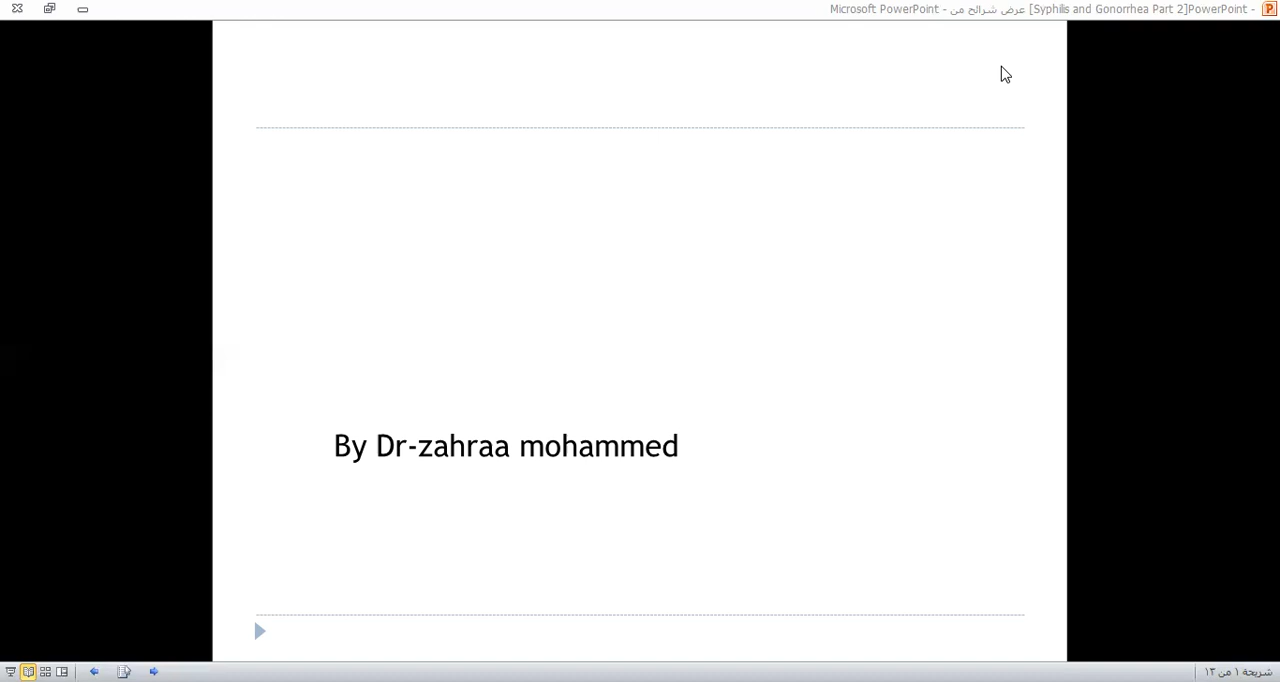 عرض شرائح من [Syphilis and Gonorrhea Part 2]PowerPoint - Microsoft PowerPoint -
By Dr-zahraa mohammed
شريحة ١ من ١٣